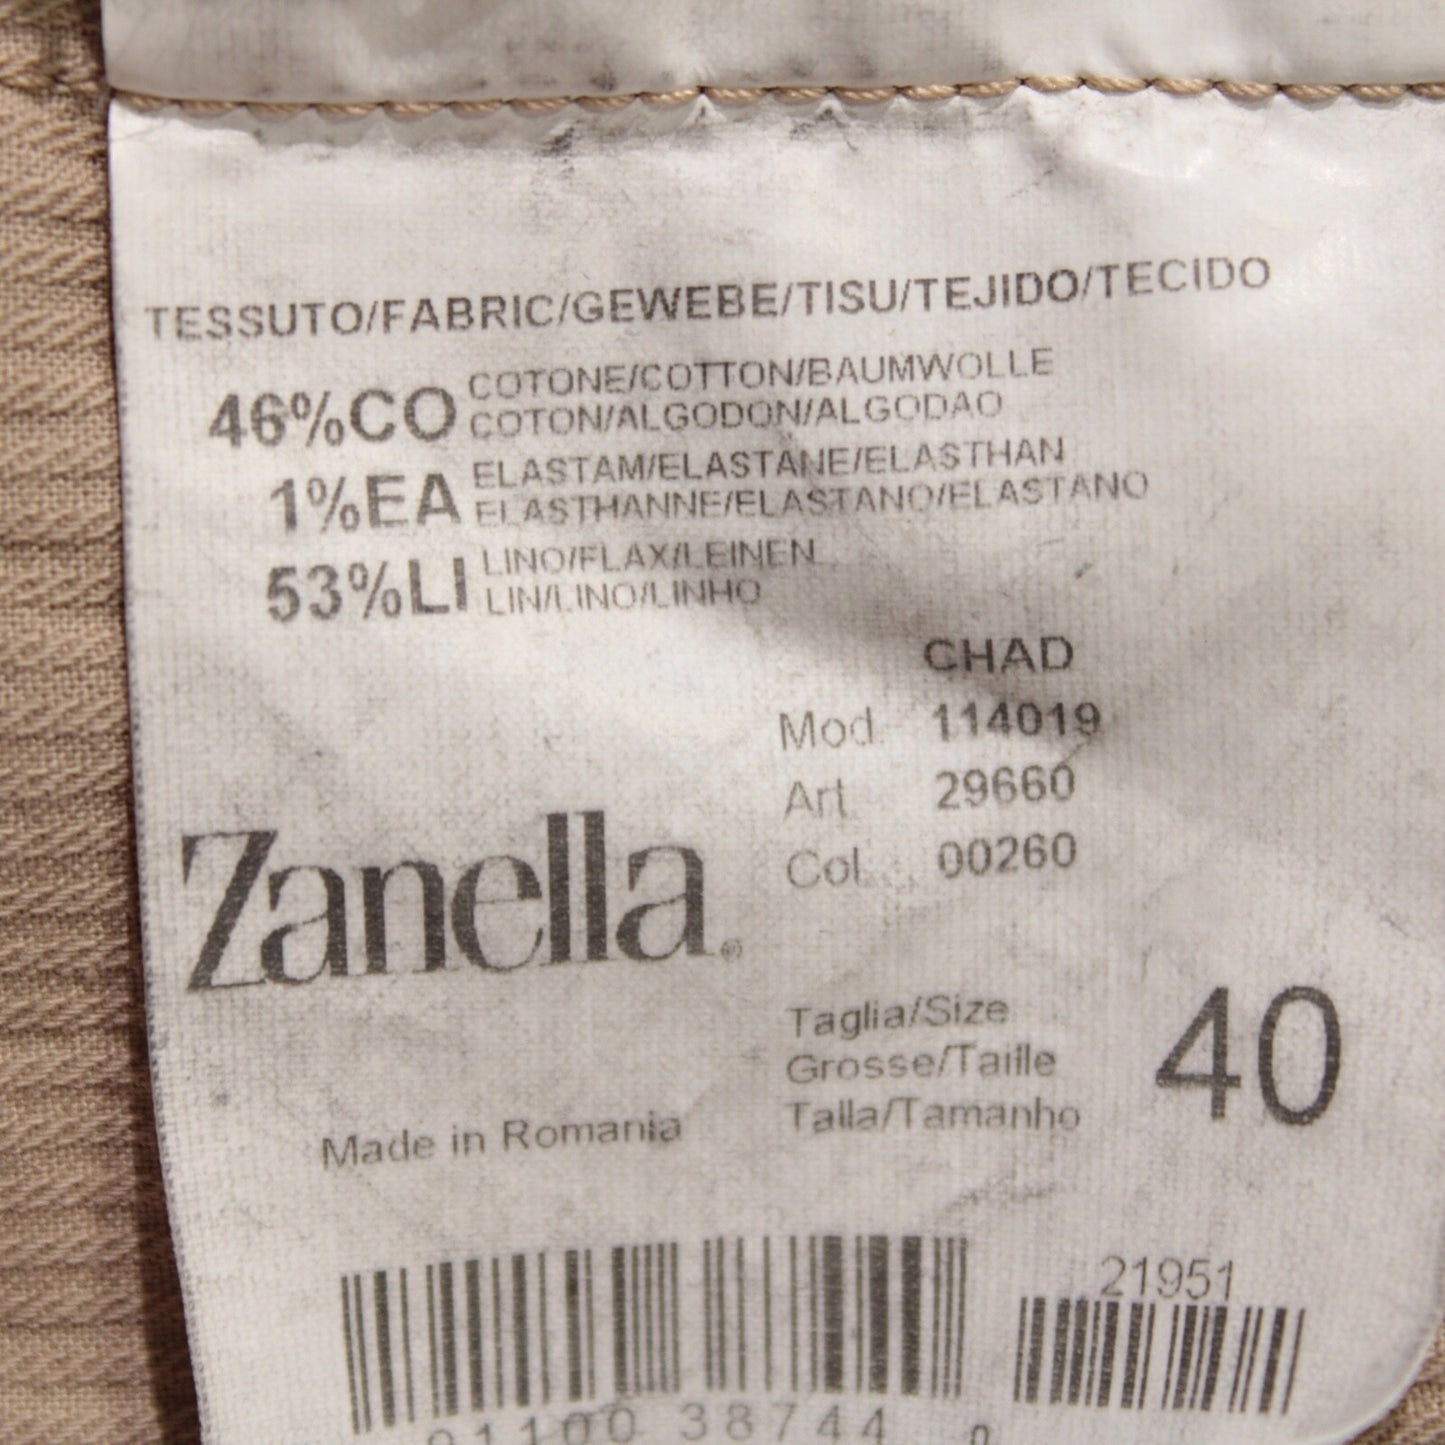 TESSUTO/FABRIC/GEWEBE/TISU/TEJIDO/TECIDO
46%CO COTONE/COTTON/BAUMWOLLE
COTON/ALGODON/ALGODAO
1%EA ELASTAM/ELASTANE/ELASTHAN
ELASTHANNE/ELASTANO/ELASTANO
53%LI LINO/FLAX/LEINEN
LIN/LINO/LINHO
CHAD
Mod. 114019
Art. 29660
Col. 00260
Zanella®
Taglia/Size
Grosse/Taille
Talla/Tamanho
40
Made in Romania
21951
01100 38744 0